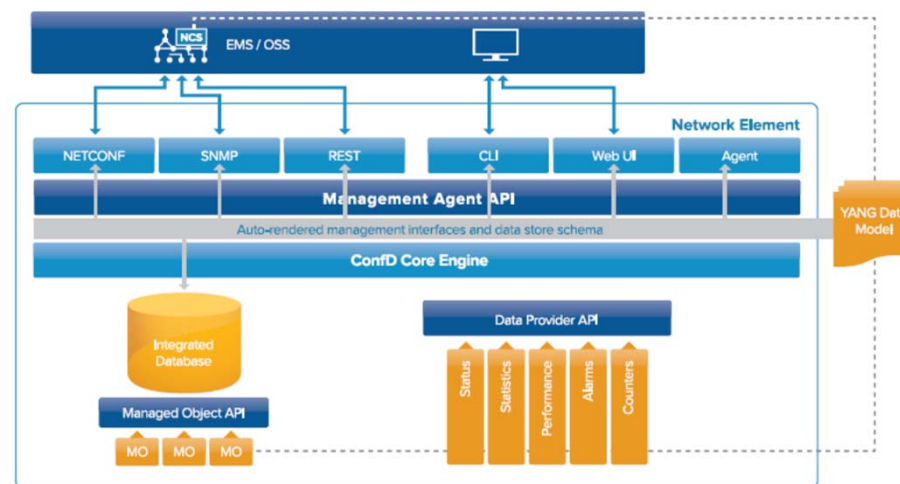 NCS
EMS / OSS
Network Element
NETCONF
SNMP
REST
CLI
Web UI
Agent
Management Agent API
YANG Dat
Model
Auto-rendered management interfaces and data store schema
ConfD Core Engine
Integrated
Database
Data Provider API
Status
Statistics
Performance
Alarms
Counters
Managed Object API
MO
MO
MO